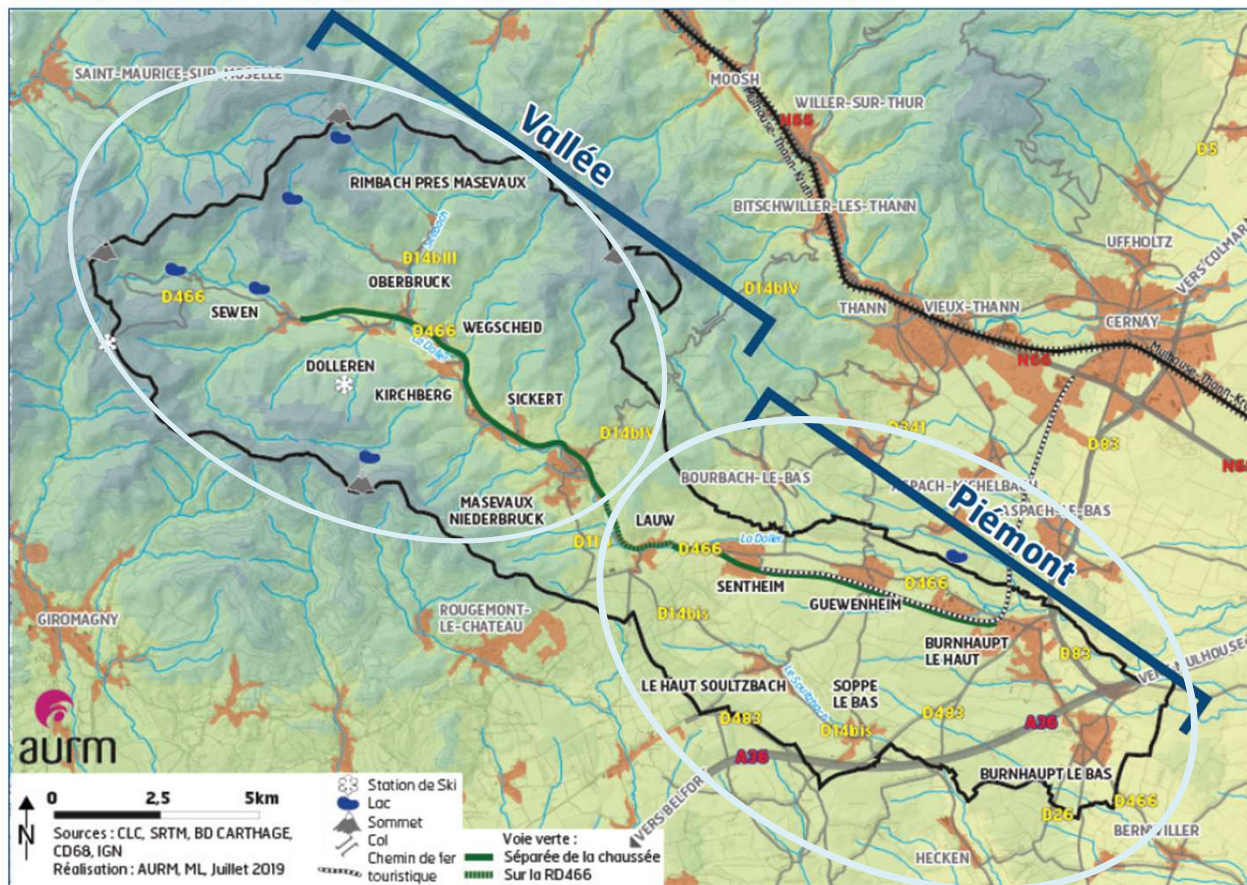 SAINT-MAURICE-SUR-MOSELLE
MOOSH
WILLER-SUR-THUR
N66
Mulhouse-Thann-Kruth
D5
Vallée
RIMBACH PRES MASEVAUX
BITSCHWILLER-LES-THANN
UFFHOLTZ
VERS COLMAR
D14bIII
D466
OBERBRUCK
D14bIV
THANN
VIEUX-THANN
CERNAY
SEWEN
D466
WEGSCHEID
La Doller
N66
DOLLEREN
KIRCHBERG
SICKERT
D14bIV
D341
D83
BOURBACH-LE-BAS
ASPACH-MICHELBACH
ASPACH-LE-BAS
Piémont
MASEVAUX
NIEDERBRUCK
LAUW
D466
La Doller
SENTHEIM
GUEWENHEIM
D466
GIROMAGNY
ROUGEMONT-
LE-CHATEAU
D14bis
BURNHAUPT
LE HAUT
D83
LE HAUT SOULTZBACH
SOPPE
LE BAS
D483
D14bis
D483
A36
A36
BURNHAUPT LE BAS
VERS BELFORT
D26
D466
BERNWILLER
HECKEN
aurm
0 2,5 5km
N
Sources : CLC, SRTM, BD CARTHAGE,
CD68, IGN
Réalisation : AURM, ML, Juillet 2019
Station de Ski
Lac
Sommet
Col
Chemin de fer
touristique
Voie verte :
Séparée de la chaussée
Sur la RD466